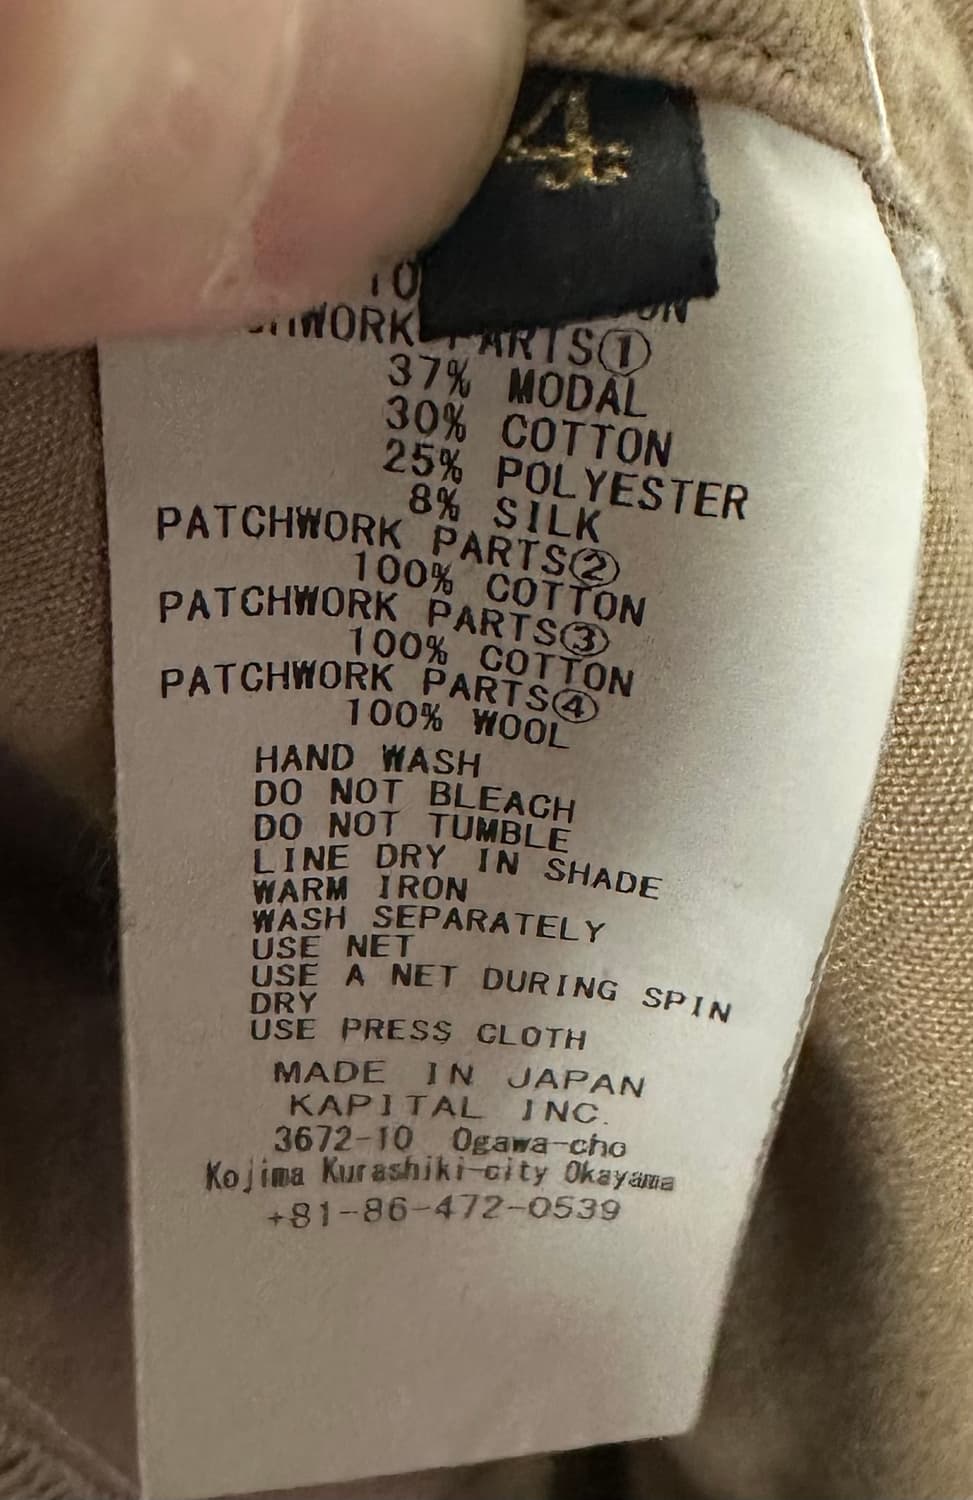 4
PARTS①
37% MODAL
30% COTTON
25% POLYESTER
8% SILK
PATCHWORK PARTS②
100% COTTON
PATCHWORK PARTS③
100% COTTON
PATCHWORK PARTS④
100% WOOL
HAND WASH
DO NOT BLEACH
DO NOT TUMBLE
LINE DRY IN SHADE
WARM IRON
WASH SEPARATELY
USE NET
USE A NET DURING SPIN
DRY
USE PRESS CLOTH
MADE IN JAPAN
KAPITAL INC.
3672-10 Ogawa-cho
Kojima Kurashiki-city Okayama
+81-86-472-0539